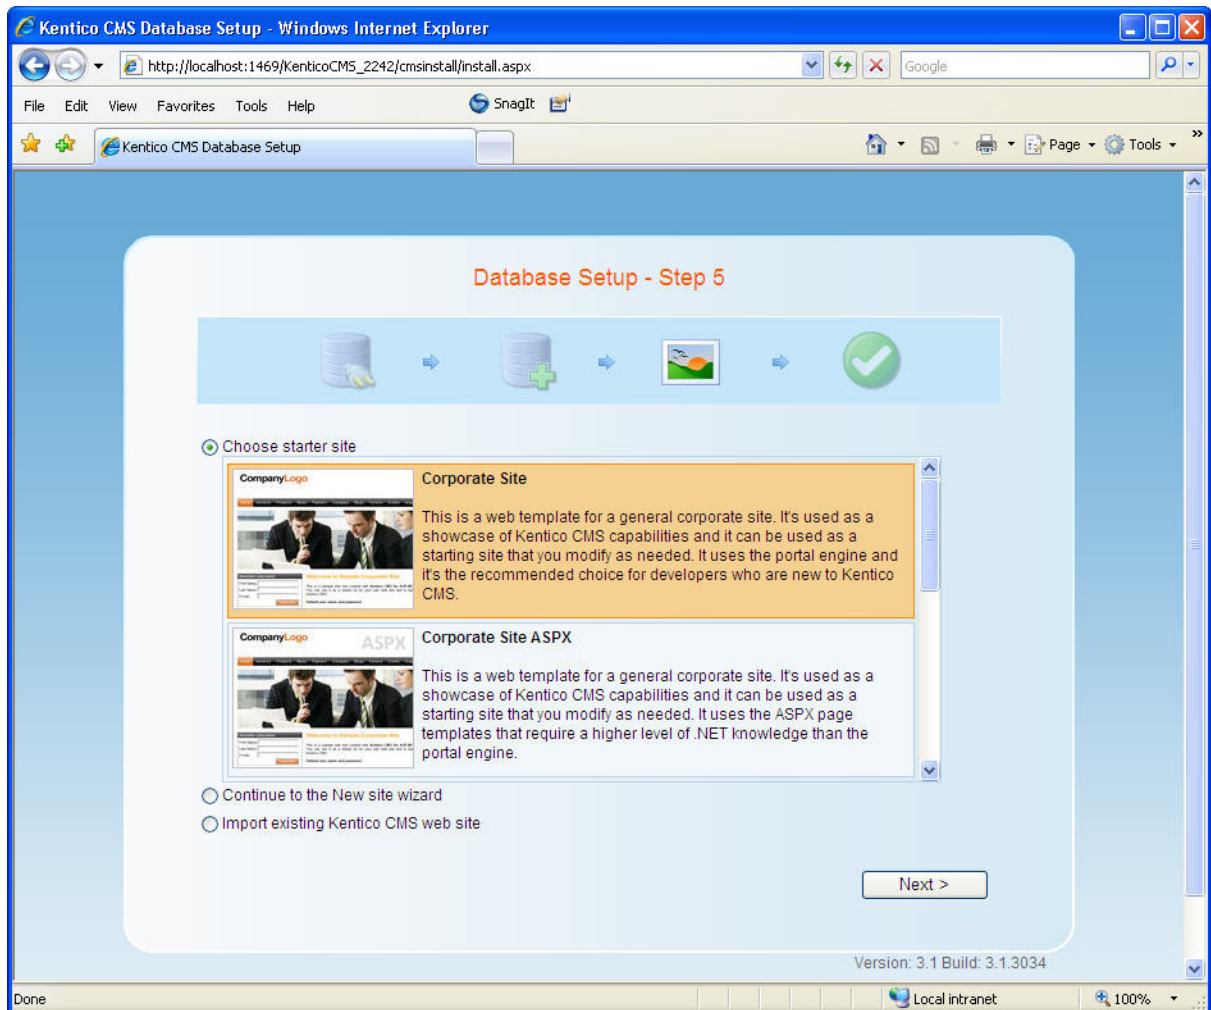 Kentico CMS Database Setup - Windows Internet Explorer
http://localhost:1469/KenticoCMS_2242/cmsinstall/install.aspx
Google
File Edit View Favorites Tools Help
SnagIt
Kentico CMS Database Setup
Page
Tools
Database Setup - Step 5
Choose starter site
CompanyLogo
Corporate Site
This is a web template for a general corporate site. It's used as a
showcase of Kentico CMS capabilities and it can be used as a
starting site that you modify as needed. It uses the portal engine and
it's the recommended choice for developers who are new to Kentico
CMS.
CompanyLogo
ASPX
Corporate Site ASPX
This is a web template for a general corporate site. It's used as a
showcase of Kentico CMS capabilities and it can be used as a
starting site that you modify as needed. It uses the ASPX page
templates that require a higher level of .NET knowledge than the
portal engine.
Continue to the New site wizard
Import existing Kentico CMS web site
Next >
Version: 3.1 Build: 3.1.3034
Done
Local intranet
100%